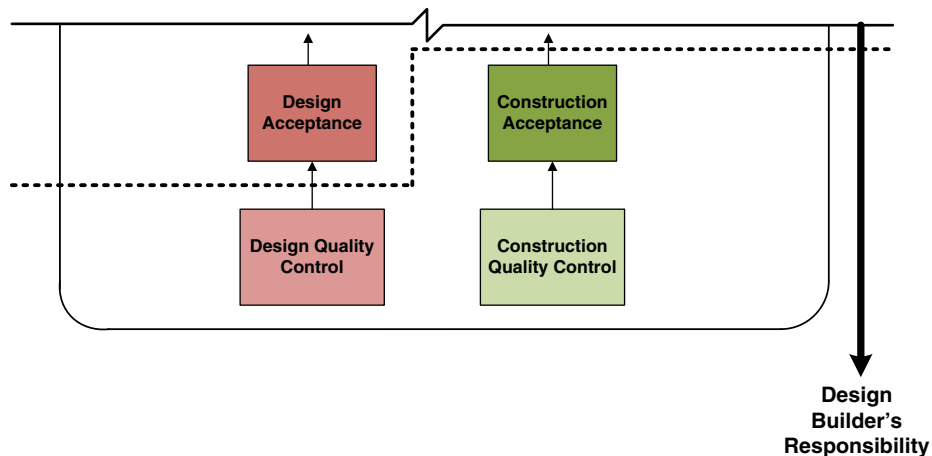 Design
Acceptance
Construction
Acceptance
Design Quality
Control
Construction
Quality Control
Design
Builder's
Responsibility